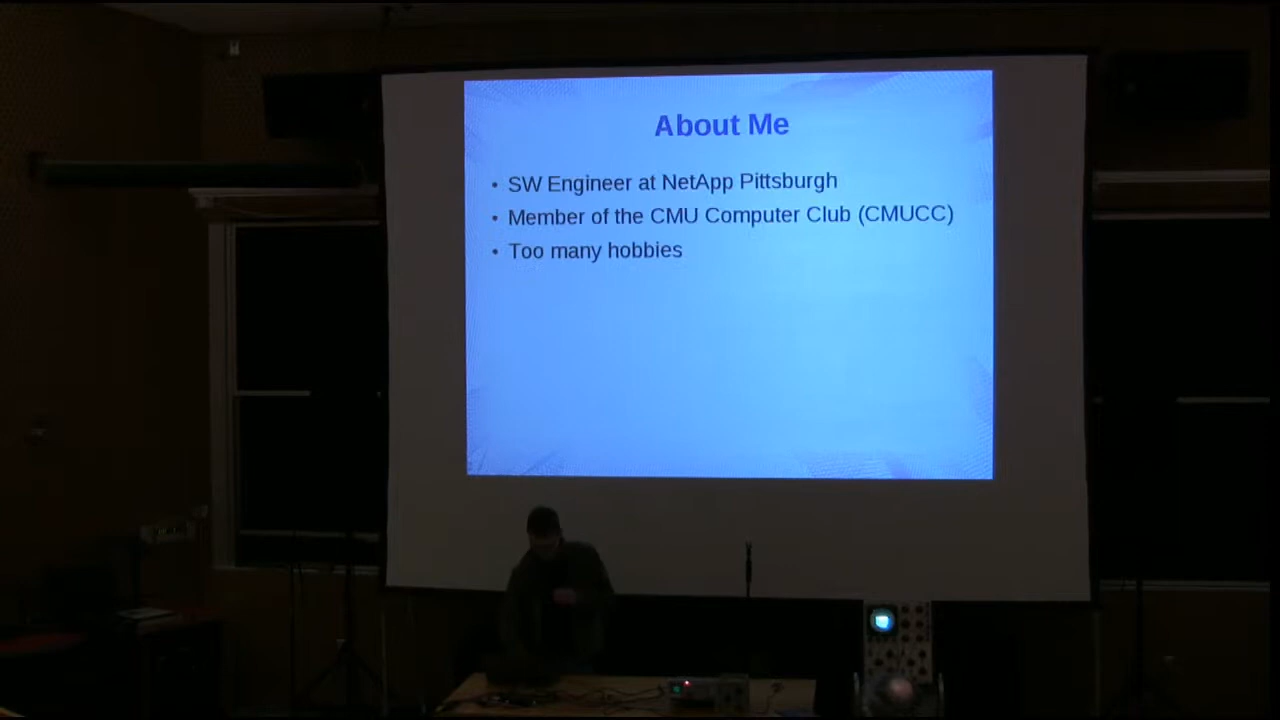 About Me
• SW Engineer at NetApp Pittsburgh
• Member of the CMU Computer Club (CMUCC)
• Too many hobbies